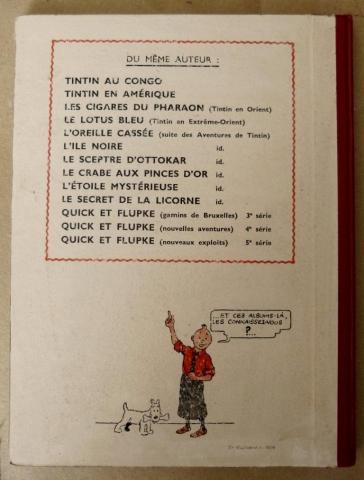 DU MÊME AUTEUR :
TINTIN AU CONGO
TINTIN EN AMÉRIQUE
LES CIGARES DU PHARAON (Tintin en Orient)
LE LOTUS BLEU (Tintin en Extrême-Orient)
L'OREILLE CASSÉE (suite des Aventures de Tintin)
L'ILE NOIRE id.
LE SCEPTRE D'OTTOKAR id.
LE CRABE AUX PINCES D'OR id.
L'ÉTOILE MYSTÉRIEUSE id.
LE SECRET DE LA LICORNE id.
QUICK ET FLUPKE (gamins de Bruxelles) 3e série
QUICK ET FLUPKE (nouvelles aventures) 4e série
QUICK ET FLUPKE (nouveaux exploits) 5e série
...ET CES ALBUMS-LÀ,
LES CONNAISSEZ-VOUS
?...